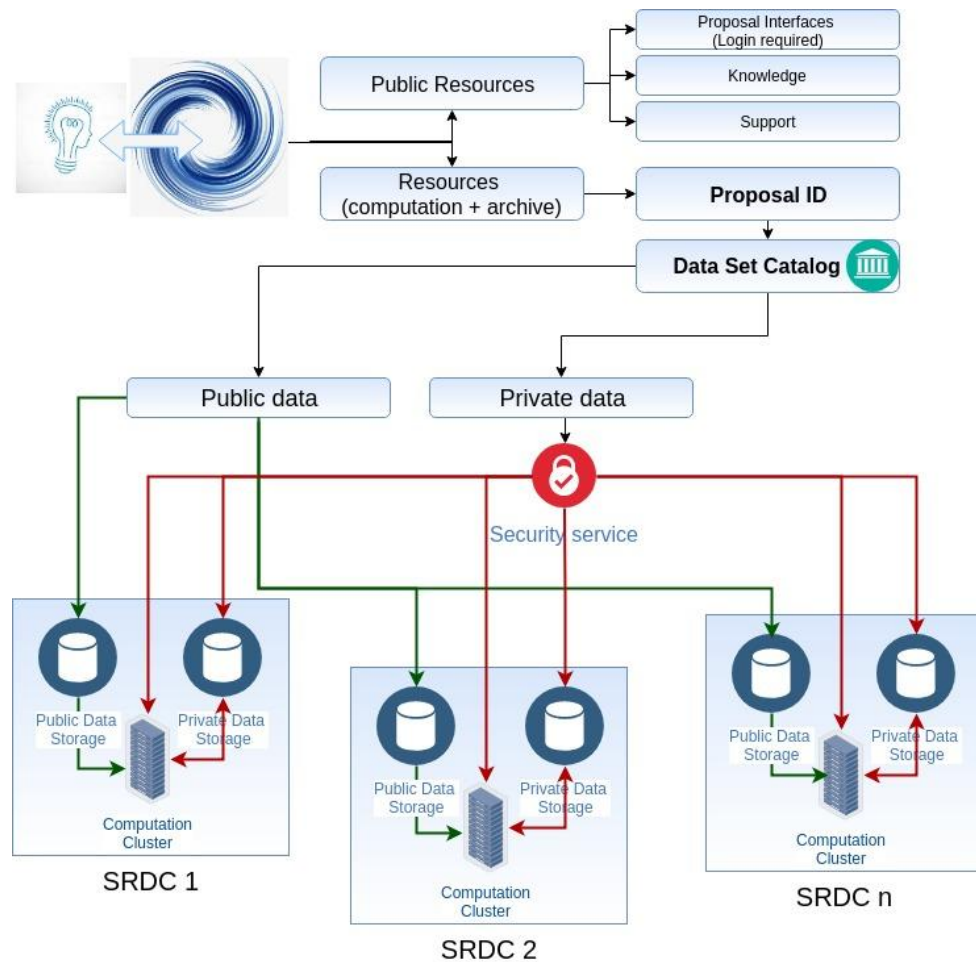 Proposal Interfaces
(Login required)
Public Resources
Knowledge
Support
Resources
(computation + archive)
Proposal ID
Data Set Catalog
Public data
Private data
Security service
Public Data
Storage
Private Data
Storage
Computation
Cluster
SRDC 1
Public Data
Storage
Private Data
Storage
Computation
Cluster
SRDC 2
Public Data
Storage
Private Data
Storage
Computation
Cluster
SRDC n